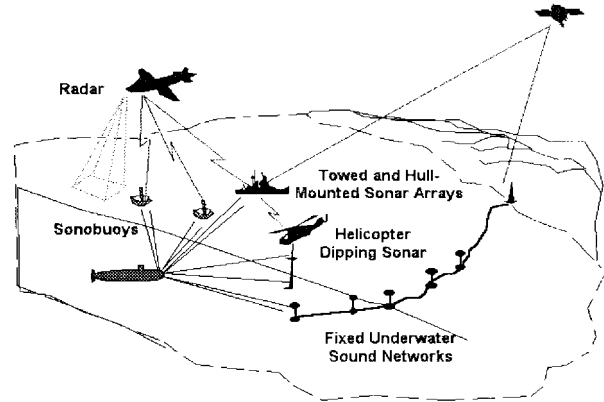 Radar
Towed and Hull-
Mounted Sonar Arrays
Sonobuoys
Helicopter
Dipping Sonar
Fixed Underwater
Sound Networks